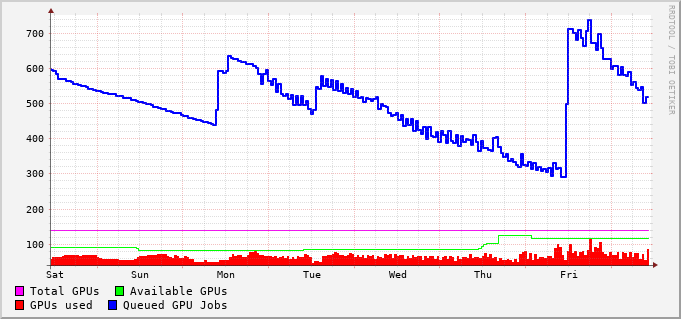 700
600
500
400
300
200
100
Sat Sun Mon Tue Wed Thu Fri
Total GPUs Available GPUs
GPUs used Queued GPU Jobs
RRDTOOL / TOBI OETIKER